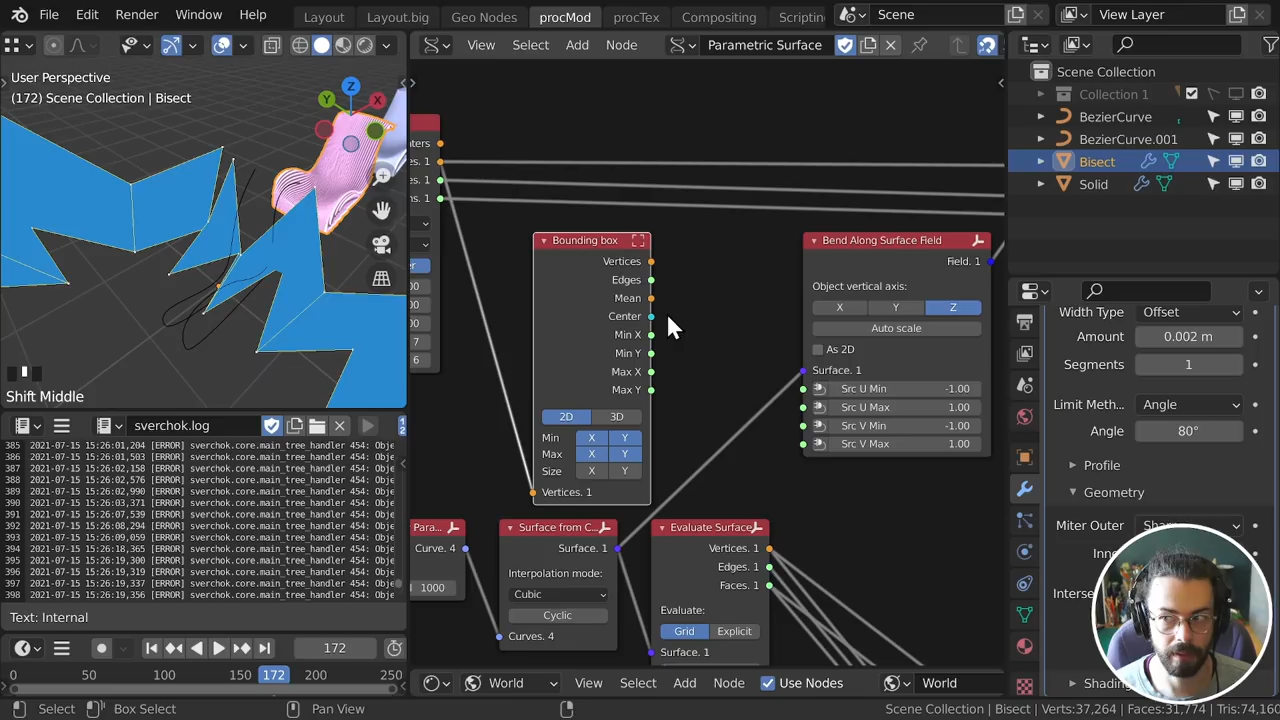 File Edit Render Window Help Layout Layout.big Geo Nodes procMod procTex Compositing Scripting Scene View Layer
View Select Add Node Parametric Surface
User Perspective
(172) Scene Collection | Bisect
Z
Y
X
Shift Middle
Scene Collection
Collection 1
BezierCurve
BezierCurve.001
Bisect
Solid
Bounding box
Vertices
Edges
Mean
Center
Min X
Min Y
Max X
Max Y
2D 3D
Min X Y
Max X Y
Size X Y
Vertices. 1
Bend Along Surface Field
Field. 1
Object vertical axis:
X Y Z
Auto scale
As 2D
Surface. 1
Src U Min -1.00
Src U Max 1.00
Src V Min -1.00
Src V Max 1.00
Para...
Curve. 4
1000
Surface from C...
Surface. 1
Interpolation mode:
Cubic
Cyclic
Curves. 4
Evaluate Surface
Vertices. 1
Edges. 1
Faces. 1
Evaluate:
Grid Explicit
Surface. 1
Width Type Offset
Amount 0.002 m
Segments 1
Limit Meth... Angle
Angle 80°
Profile
Geometry
Miter Outer
Shading
sverchok.log
385 2021-07-15 15:26:01,204 [ERROR] sverchok.core.main_tree_handler 454: Obje
386 2021-07-15 15:26:01,503 [ERROR] sverchok.core.main_tree_handler 454: Obje
387 2021-07-15 15:26:02,158 [ERROR] sverchok.core.main_tree_handler 454: Obje
388 2021-07-15 15:26:02,576 [ERROR] sverchok.core.main_tree_handler 454: Obje
389 2021-07-15 15:26:02,990 [ERROR] sverchok.core.main_tree_handler 454: Obje
390 2021-07-15 15:26:03,371 [ERROR] sverchok.core.main_tree_handler 454: Obje
391 2021-07-15 15:26:07,539 [ERROR] sverchok.core.main_tree_handler 454: Obje
392 2021-07-15 15:26:08,294 [ERROR] sverchok.core.main_tree_handler 454: Obje
393 2021-07-15 15:26:09,059 [ERROR] sverchok.core.main_tree_handler 454: Obje
394 2021-07-15 15:26:18,365 [ERROR] sverchok.core.main_tree_handler 454: Obje
395 2021-07-15 15:26:19,300 [ERROR] sverchok.core.main_tree_handler 454: Obje
396 2021-07-15 15:26:19,319 [ERROR] sverchok.core.main_tree_handler 454: Obje
397 2021-07-15 15:26:19,337 [ERROR] sverchok.core.main_tree_handler 454: Obje
398 2021-07-15 15:26:19,356 [ERROR] sverchok.core.main_tree_handler 454: Obje
Text: Internal
172
0 50 100 150 172 200 250
World View Select Add Node Use Nodes World
Select Box Select Pan View Scene Collection | Bisect Verts:37,264 | Faces:31,774 | Tris:74,160